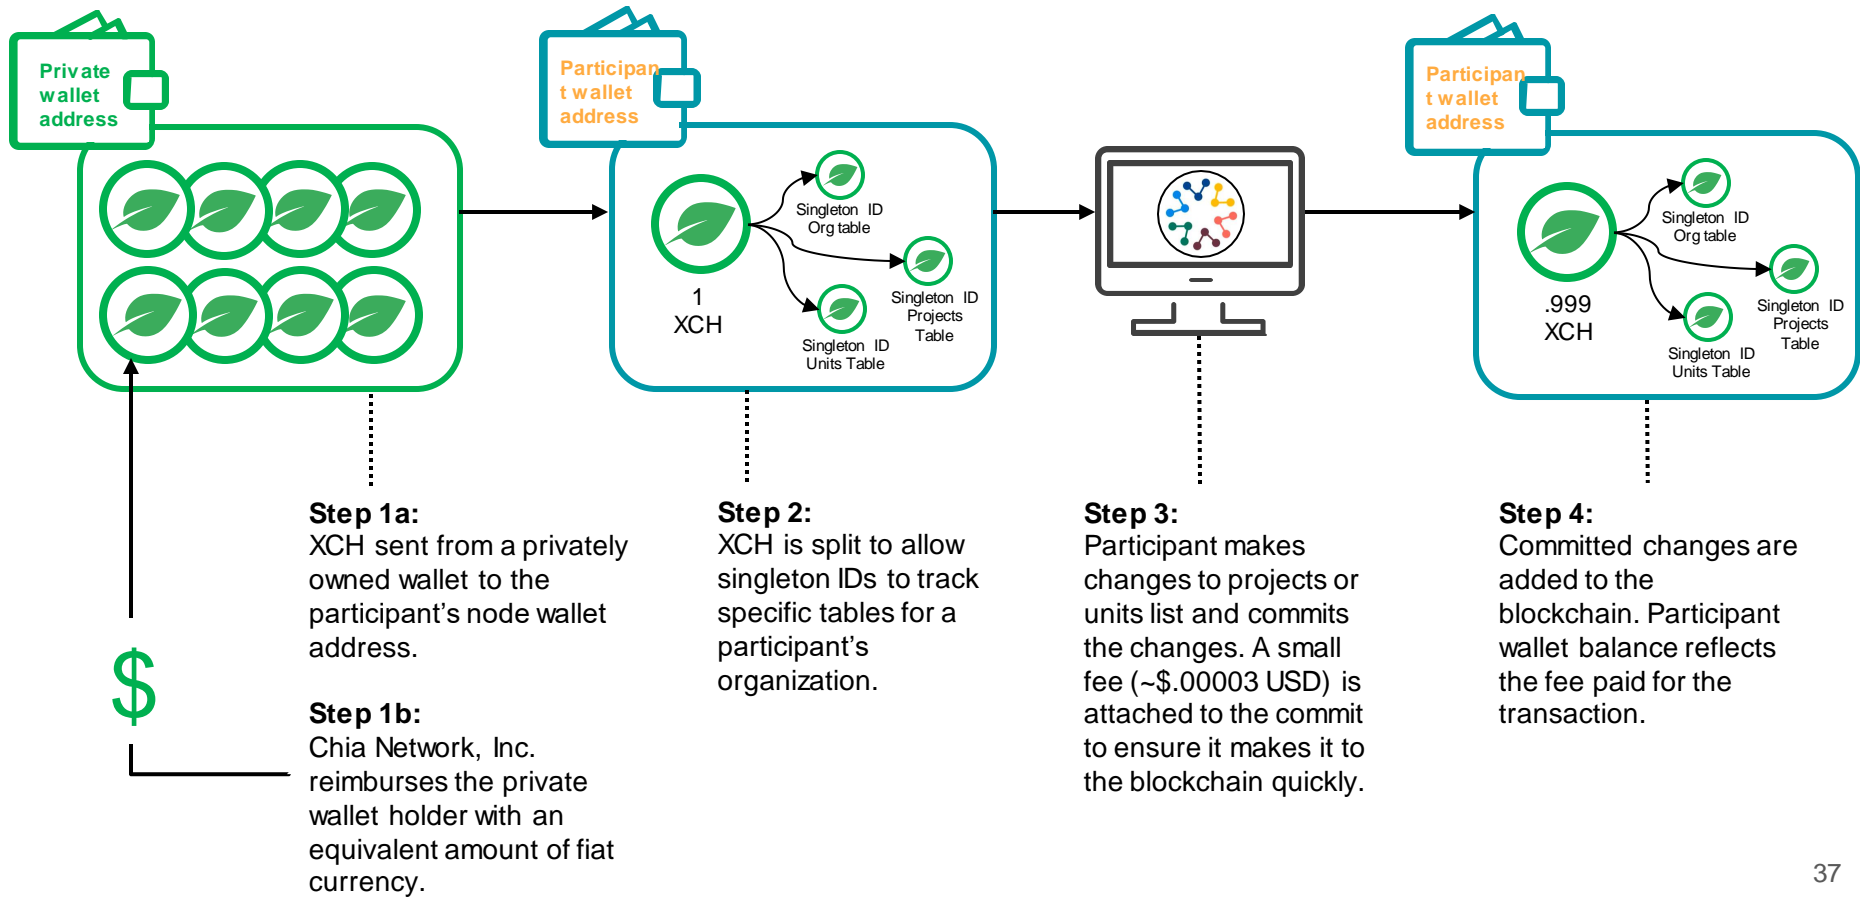 Private
wallet
address
Participan
t wallet
address
Participan
t wallet
address
Singleton ID
Org table
Singleton ID
Projects
Table
Singleton ID
Units Table
1
XCH
Singleton ID
Org table
Singleton ID
Projects
Table
Singleton ID
Units Table
.999
XCH
$
Step 1a:
XCH sent from a privately
owned wallet to the
participant’s node wallet
address.
Step 1b:
Chia Network, Inc.
reimburses the private
wallet holder with an
equivalent amount of fiat
currency.
Step 2:
XCH is split to allow
singleton IDs to track
specific tables for a
participant’s
organization.
Step 3:
Participant makes
changes to projects or
units list and commits
the changes. A small
fee (~$.00003 USD) is
attached to the commit
to ensure it makes it to
the blockchain quickly.
Step 4:
Committed changes are
added to the
blockchain. Participant
wallet balance reflects
the fee paid for the
transaction.
37